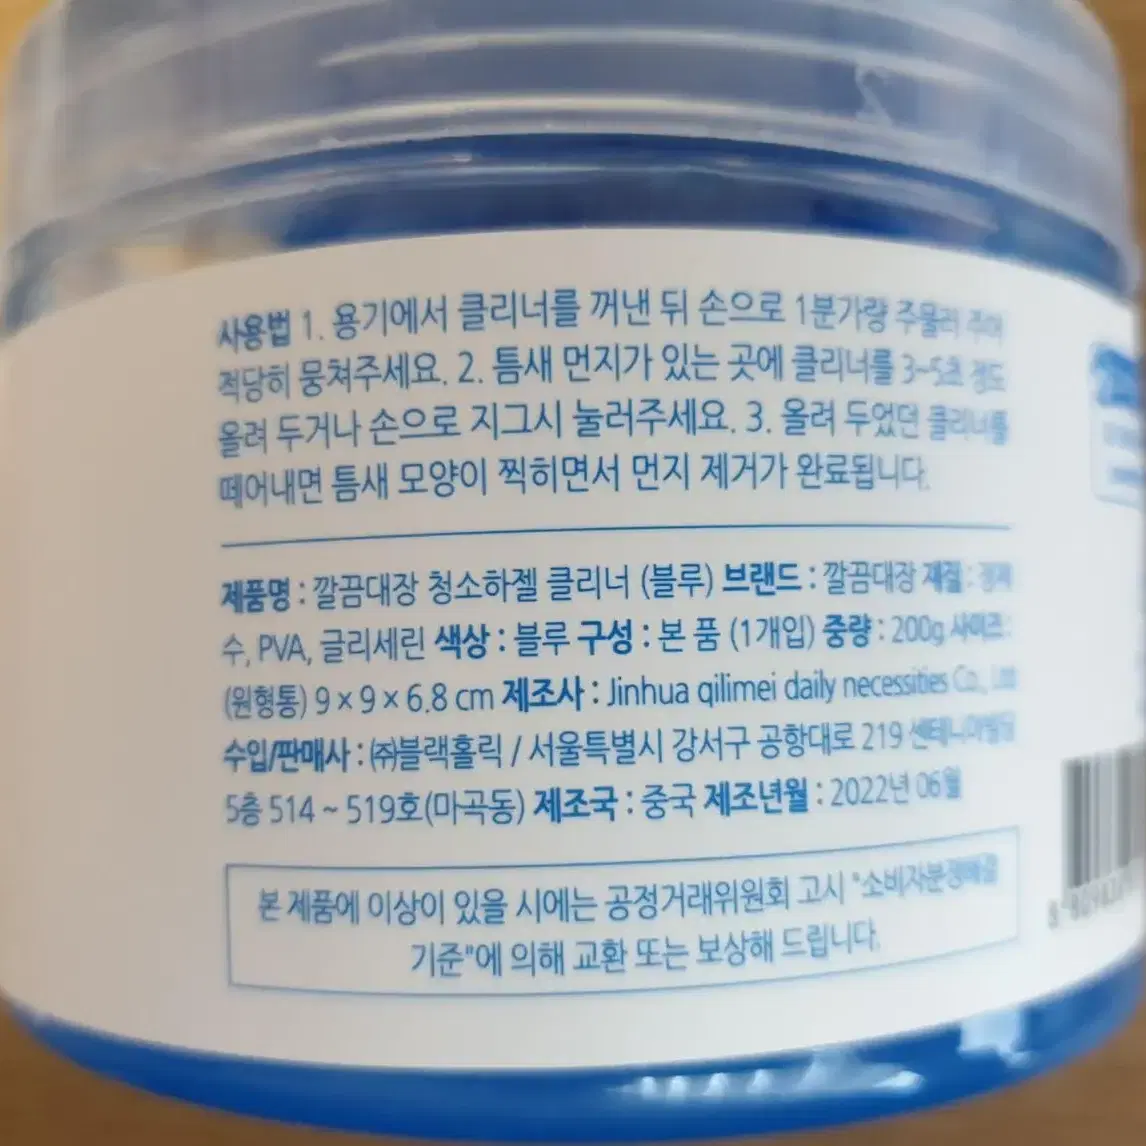 사용법 1. 용기에서 클리너를 꺼낸 뒤 손으로 1분가량 주물러 주어
적당히 뭉쳐주세요. 2. 틈새 먼지가 있는 곳에 클리너를 3~5초 정도
올려 두거나 손으로 지그시 눌러주세요. 3. 올려 두었던 클리너를
떼어내면 틈새 모양이 찍히면서 먼지 제거가 완료됩니다.
제품명 : 깔끔대장 청소하젤 클리너 (블루) 브랜드 : 깔끔대장 재질 : 정제
수, PVA, 글리세린 색상 : 블루 구성 : 본 품 (1개입) 중량 : 200g 사이즈 :
(원형통) 9 × 9 × 6.8 cm 제조사 : Jinhua qilimei daily necessities Co., Ltd
수입/판매사 : ㈜블랙홀릭 / 서울특별시 강서구 공항대로 219 센테니아빌딩
5층 514 ~ 519호(마곡동) 제조국 : 중국 제조년월 : 2022년 06월
본 제품에 이상이 있을 시에는 공정거래위원회 고시 "소비자분쟁해결
기준"에 의해 교환 또는 보상해 드립니다.